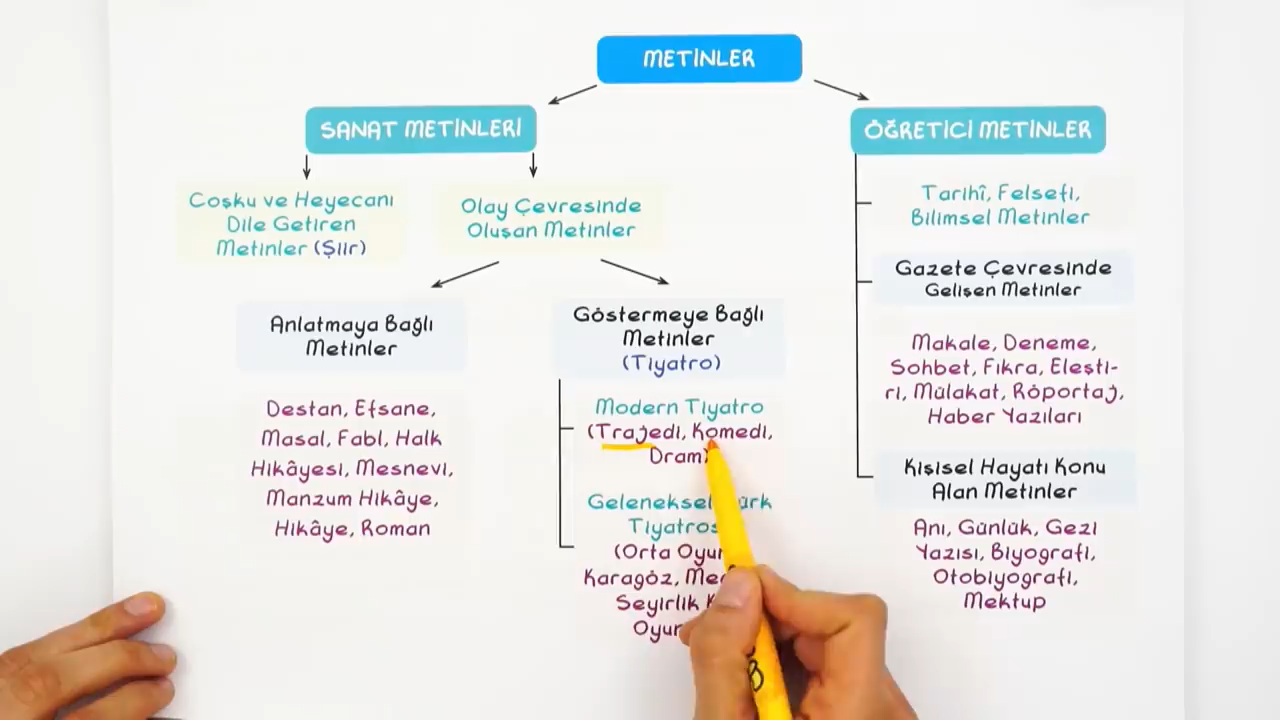 METİNLER
SANAT METİNLERİ
Coşku ve Heyecanı
Dile Getiren
Metinler (Şiir)
Olay Çevresinde
Oluşan Metinler
Anlatmaya Bağlı
Metinler
Destan, Efsane,
Masal, Fabl, Halk
Hikâyesi, Mesnevi,
Manzum Hikâye,
Hikâye, Roman
Göstermeye Bağlı
Metinler
(Tiyatro)
Modern Tiyatro
(Trajedi, Komedi,
Dram)
Geleneksel
(Orta
Karagöz,
Seyirlik
ÖĞRETİCİ METİNLER
Tarihî, Felsefi,
Bilimsel Metinler
Gazete Çevresinde
Gelişen Metinler
Makale, Deneme,
Sohbet, Fıkra, Eleşti-
ri, Mülakat, Röportaj,
Haber Yazıları
Kişisel Hayatı Konu
Alan Metinler
Anı, Günlük, Gezi
Yazısı, Biyografi,
Otobiyografi,
Mektup